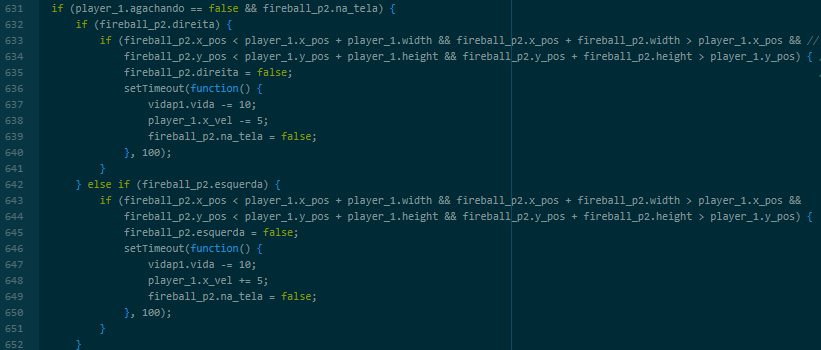 631 if (player_1.agachando == false && fireball_p2.na_tela) {
632 if (fireball_p2.direita) {
633 if (fireball_p2.x_pos < player_1.x_pos + player_1.width && fireball_p2.x_pos + fireball_p2.width > player_1.x_pos && //
634 fireball_p2.y_pos < player_1.y_pos + player_1.height && fireball_p2.y_pos + fireball_p2.height > player_1.y_pos) { /
635 fireball_p2.direita = false;
636 setTimeout(function() {
637 vidap1.vida -= 10;
638 player_1.x_vel -= 5;
639 fireball_p2.na_tela = false;
640 }, 100);
641 }
642 } else if (fireball_p2.esquerda) {
643 if (fireball_p2.x_pos < player_1.x_pos + player_1.width && fireball_p2.x_pos + fireball_p2.width > player_1.x_pos &&
644 fireball_p2.y_pos < player_1.y_pos + player_1.height && fireball_p2.y_pos + fireball_p2.height > player_1.y_pos) {
645 fireball_p2.esquerda = false;
646 setTimeout(function() {
647 vidap1.vida -= 10;
648 player_1.x_vel += 5;
649 fireball_p2.na_tela = false;
650 }, 100);
651 }
652 }